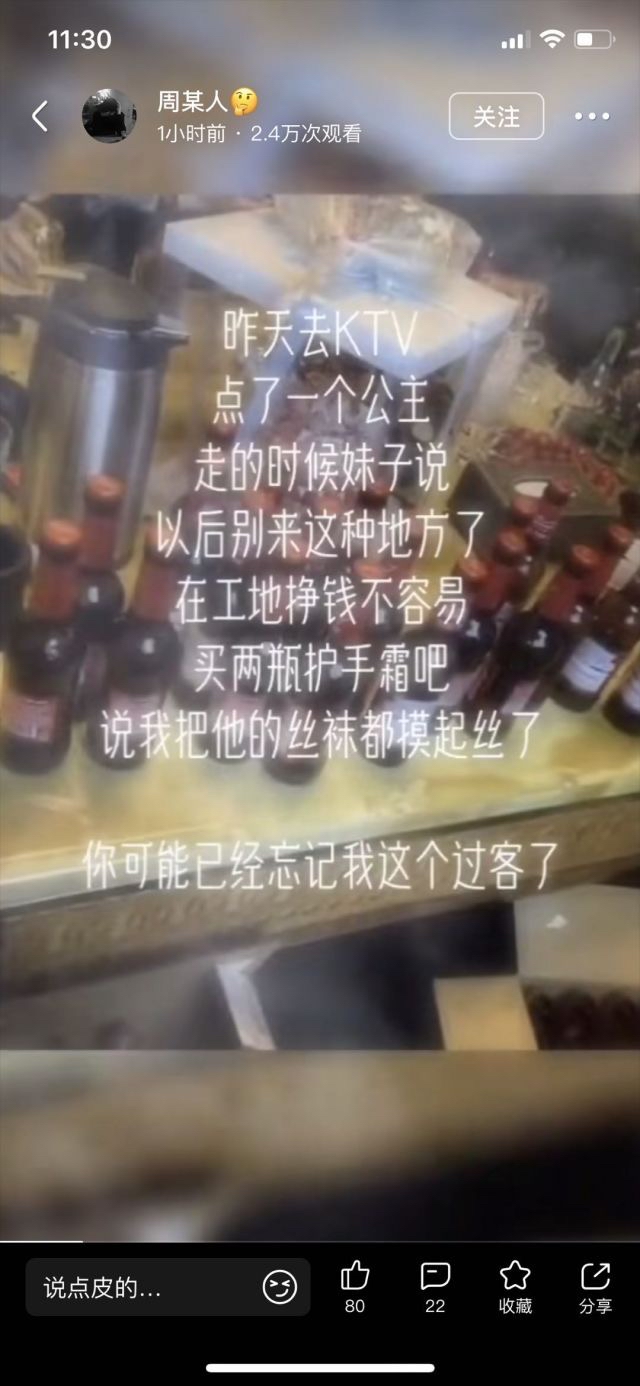 11:30
周某人🤔
1小时前 · 2.4万次观看
关注
昨天去KTV
点了一个公主
走的时候妹子说
以后别来这种地方了
在工地挣钱不容易
买两瓶护手霜吧
说我把他的丝袜都摸起丝了
你可能已经忘记我这个过客了
说点皮的...
80
22
收藏
分享